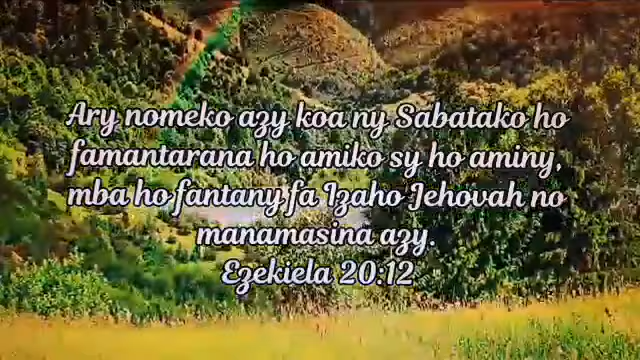 Ary nomeko azy koa ny Sabatako ho
famantarana ho amiko sy ho aminy,
mba ho fantany fa Izaho Jehovah no
manamasina azy.
Ezekiela 20:12